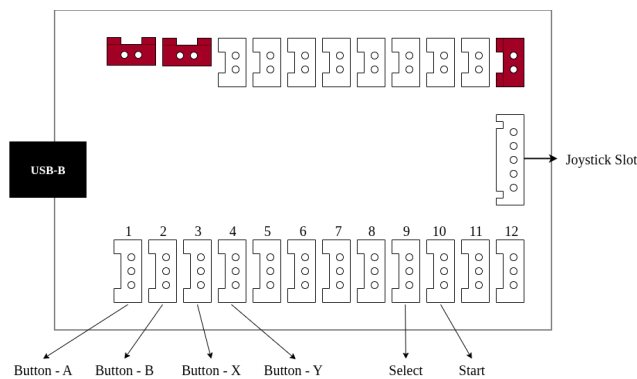 USB-B
Joystick Slot
1 2 3 4 5 6 7 8 9 10 11 12
Button - A Button - B Button - X Button - Y Select Start